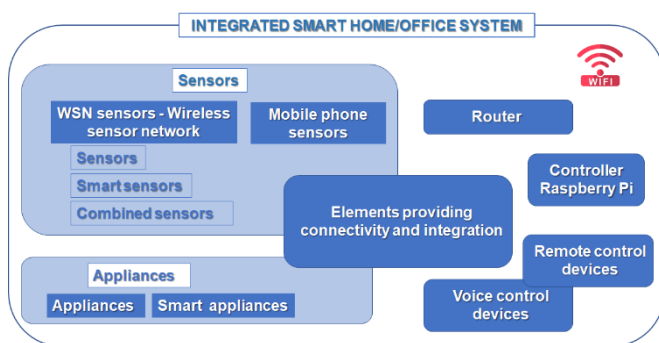 INTEGRATED SMART HOME/OFFICE SYSTEM
WIFI
Sensors
WSN sensors - Wireless
sensor network
Mobile phone
sensors
Sensors
Smart sensors
Combined sensors
Router
Controller
Raspberry Pi
Elements providing
connectivity and integration
Remote control
devices
Voice control
devices
Appliances
Appliances
Smart appliances